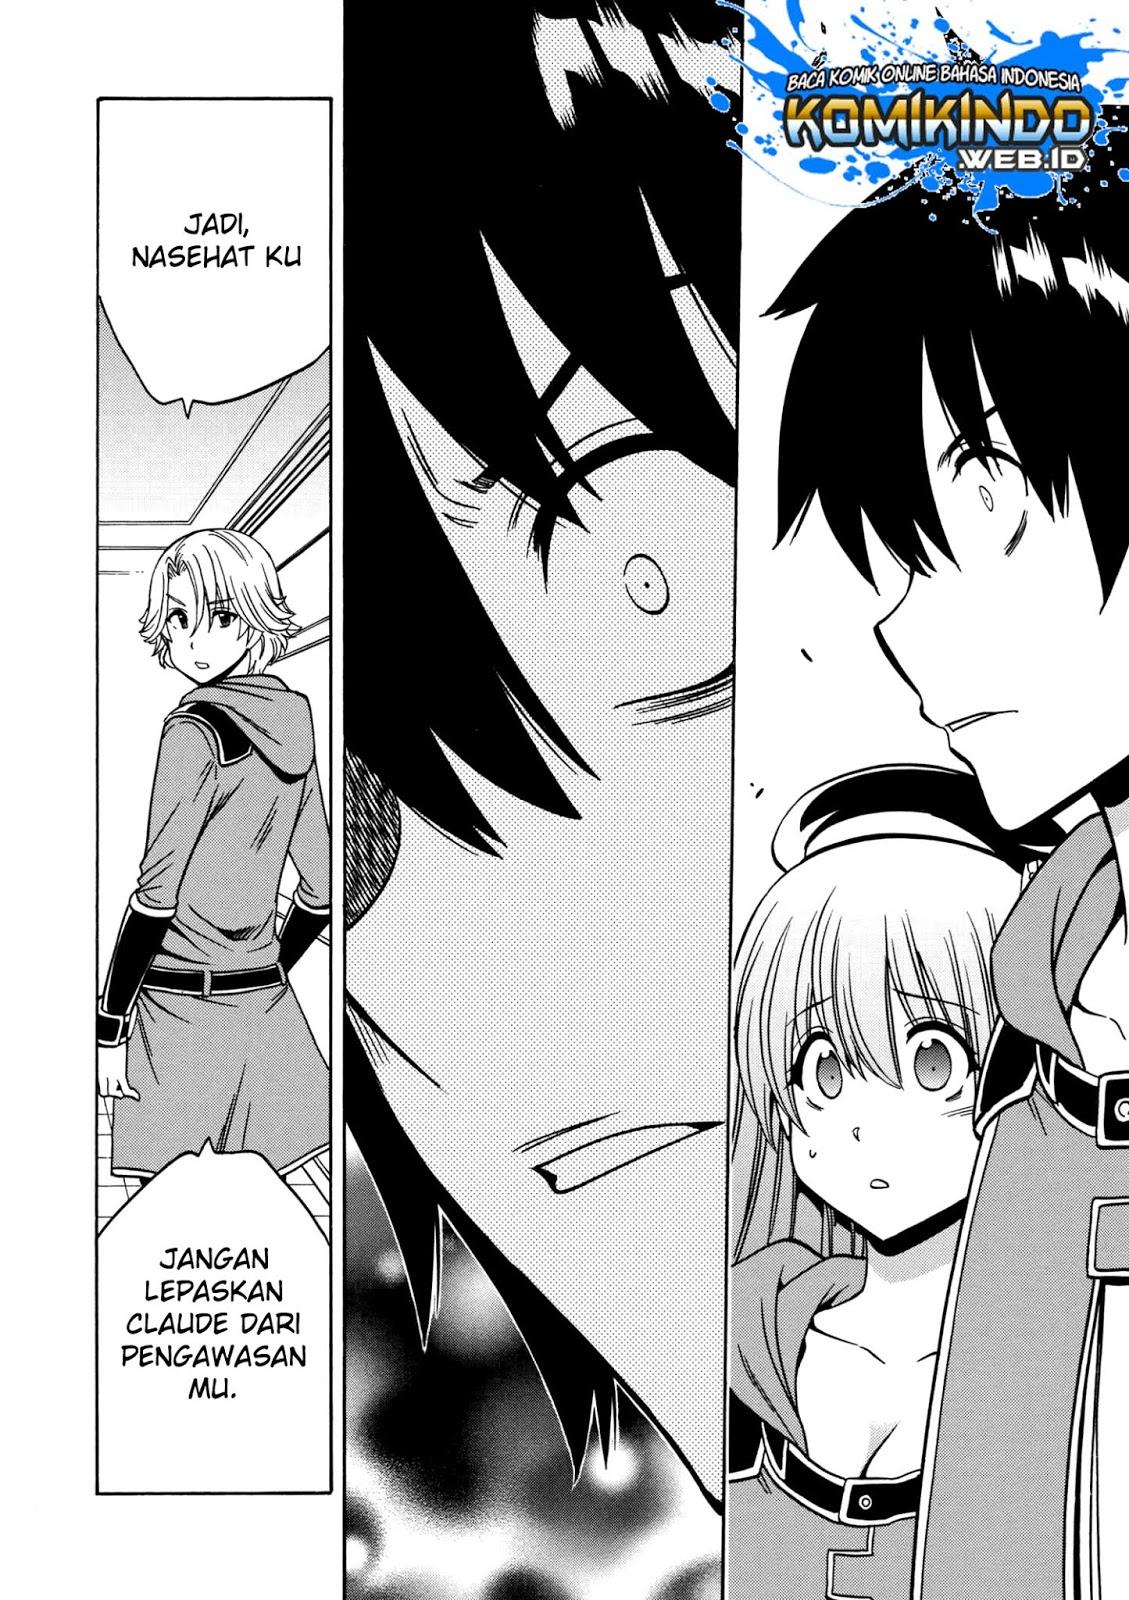 BACA KOMIK ONLINE BAHASA INDONESIA
KOMIKINDO
.WEB.ID
JADI,
NASEHAT KU
JANGAN
LEPASKAN
CLAUDE DARI
PENGAWASAN
MU.